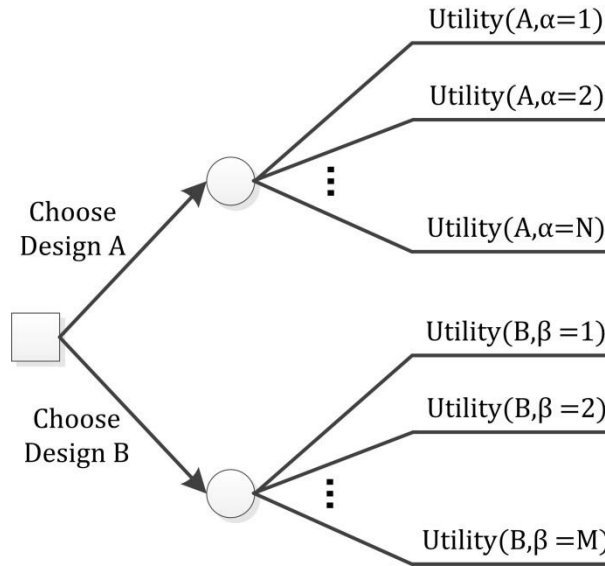 Utility(A,α=1)
Utility(A,α=2)
Utility(A,α=N)
Choose
Design A
Choose
Design B
Utility(B,β =1)
Utility(B,β =2)
Utility(B,β =M)